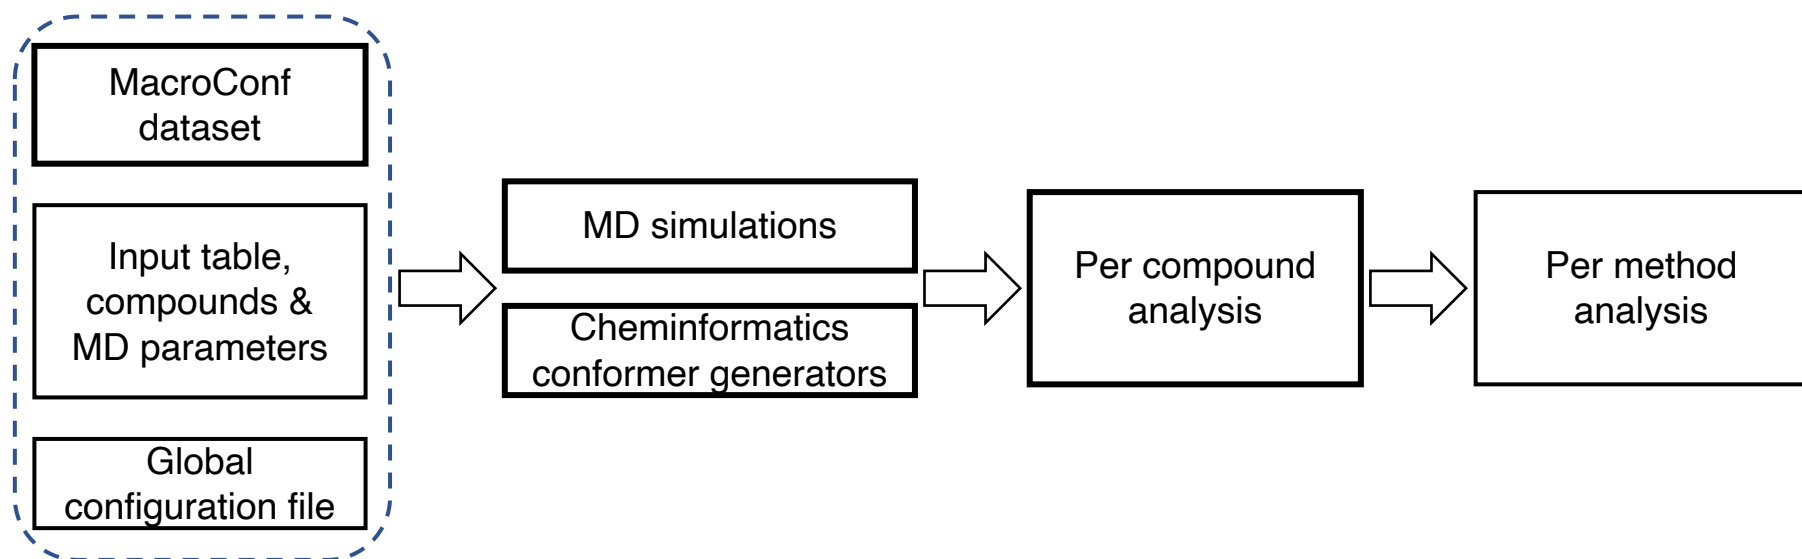 MacroConf
dataset
Input table,
compounds &
MD parameters
Global
configuration file
MD simulations
Cheminformatics
conformer generators
Per compound
analysis
Per method
analysis